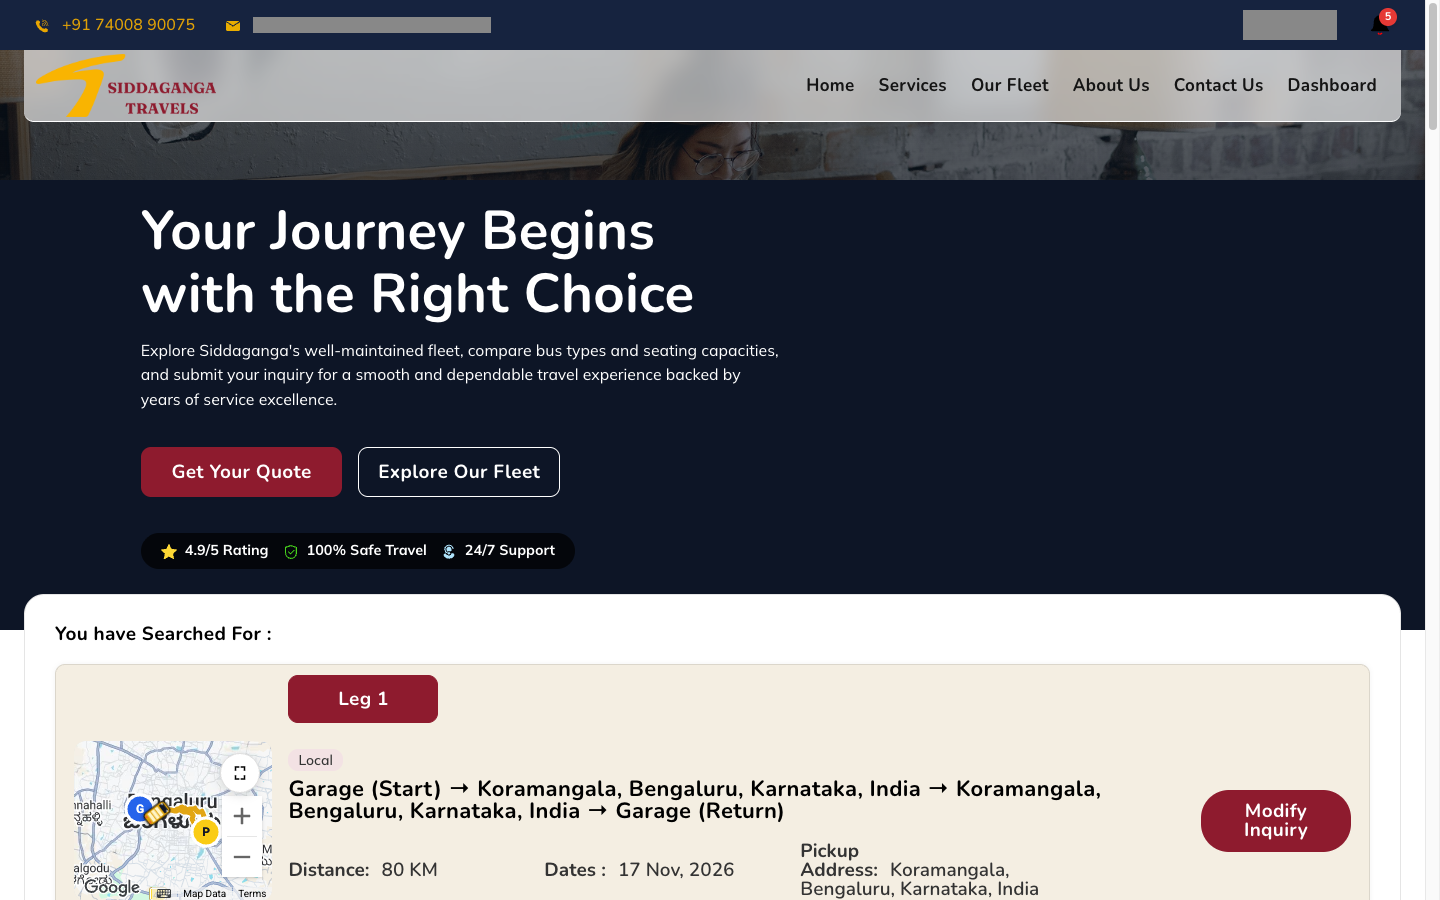 +91 74008 90075
5
SIDDAGANGA
TRAVELS
Home Services Our Fleet About Us Contact Us Dashboard
Your Journey Begins
with the Right Choice
Explore Siddaganga's well-maintained fleet, compare bus types and seating capacities,
and submit your inquiry for a smooth and dependable travel experience backed by
years of service excellence.
Get Your Quote Explore Our Fleet
4.9/5 Rating 100% Safe Travel 24/7 Support
You have Searched For :
Leg 1
Local
Garage (Start) → Koramangala, Bengaluru, Karnataka, India → Koramangala,
Bengaluru, Karnataka, India → Garage (Return)
Modify
Inquiry
Distance: 80 KM
Dates : 17 Nov, 2026
Pickup
Address: Koramangala,
Bengaluru, Karnataka, India
Bengaluru
G
P
Google
Map Data Terms